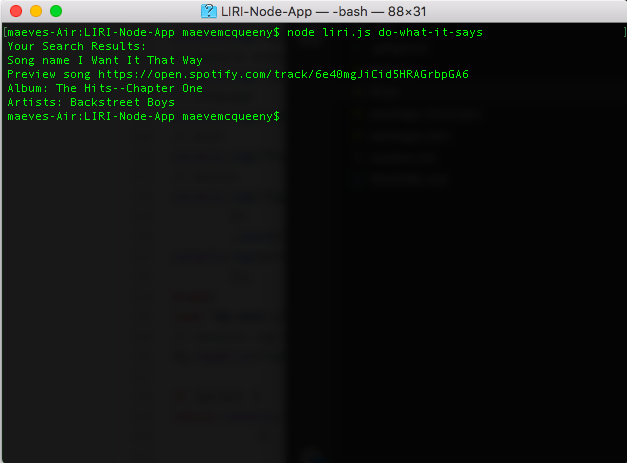 LIRI-Node-App — -bash — 88×31
[maeves-Air:LIRI-Node-App maevemcqueeny$ node liri.js do-what-it-says ]
Your Search Results:
Song name I Want It That Way
Preview song https://open.spotify.com/track/6e40mgJiCid5HRAGrbpGA6
Album: The Hits--Chapter One
Artists: Backstreet Boys
maeves-Air:LIRI-Node-App maevemcqueeny$